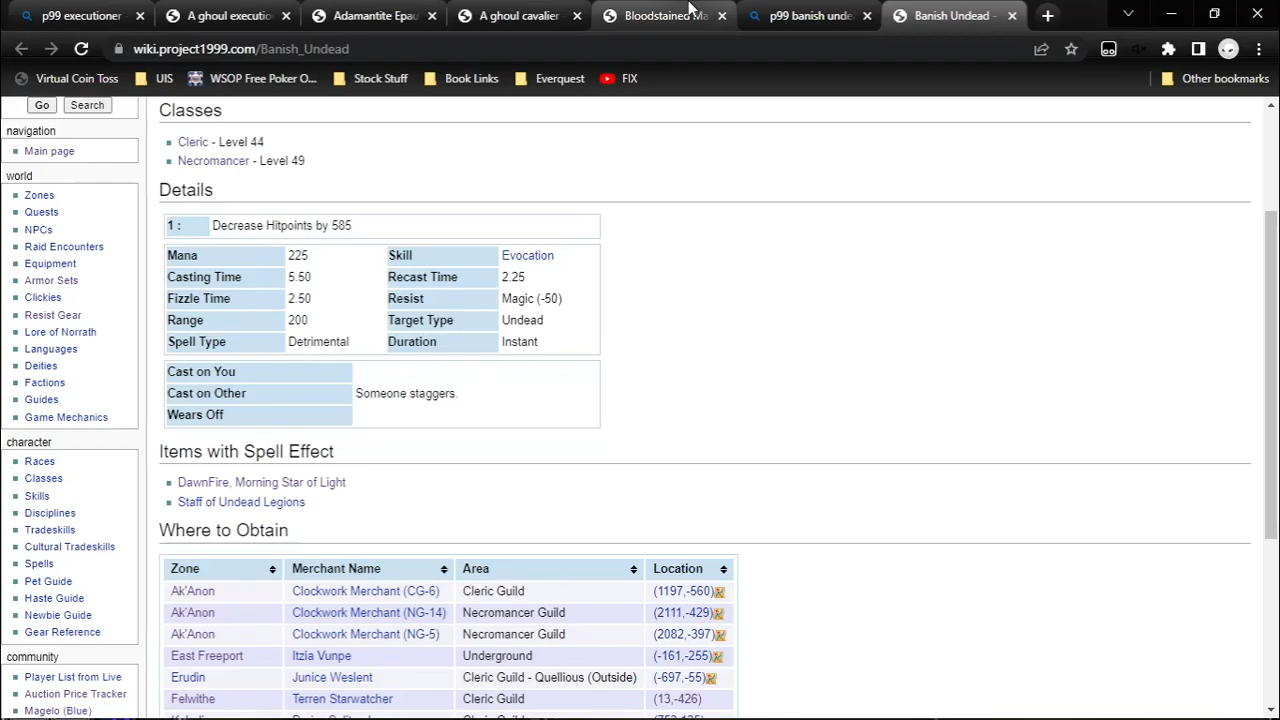 p99 executioner
A ghoul executio
Adamantite Epau
A ghoul cavalier -
Bloodstained Ma
p99 banish unde
Banish Undead -
wiki.project1999.com/Banish_Undead
Virtual Coin Toss
UIS
WSOP Free Poker O...
Stock Stuff
Book Links
Everquest
FIX
Other bookmarks
Go
Search
navigation
Main page
world
Zones
Quests
NPCs
Raid Encounters
Equipment
Armor Sets
Clickies
Resist Gear
Lore of Norrath
Languages
Deities
Factions
Guides
Game Mechanics
character
Races
Classes
Skills
Disciplines
Tradeskills
Cultural Tradeskills
Spells
Pet Guide
Haste Guide
Newbie Guide
Gear Reference
community
Player List from Live
Auction Price Tracker
Magelo (Blue)
Classes
Cleric - Level 44
Necromancer - Level 49
Details
1 : Decrease Hitpoints by 585
Mana 225 Skill Evocation
Casting Time 5.50 Recast Time 2.25
Fizzle Time 2.50 Resist Magic (-50)
Range 200 Target Type Undead
Spell Type Detrimental Duration Instant
Cast on You
Cast on Other Someone staggers.
Wears Off
Items with Spell Effect
DawnFire, Morning Star of Light
Staff of Undead Legions
Where to Obtain
Zone Merchant Name Area Location
Ak'Anon Clockwork Merchant (CG-6) Cleric Guild (1197,-560)
Ak'Anon Clockwork Merchant (NG-14) Necromancer Guild (2111,-429)
Ak'Anon Clockwork Merchant (NG-5) Necromancer Guild (2082,-397)
East Freeport Itzia Vunpe Underground (-161,-255)
Erudin Junice Weslent Cleric Guild - Quellious (Outside) (-697,-55)
Felwithe Terren Starwatcher Cleric Guild (13,-426)